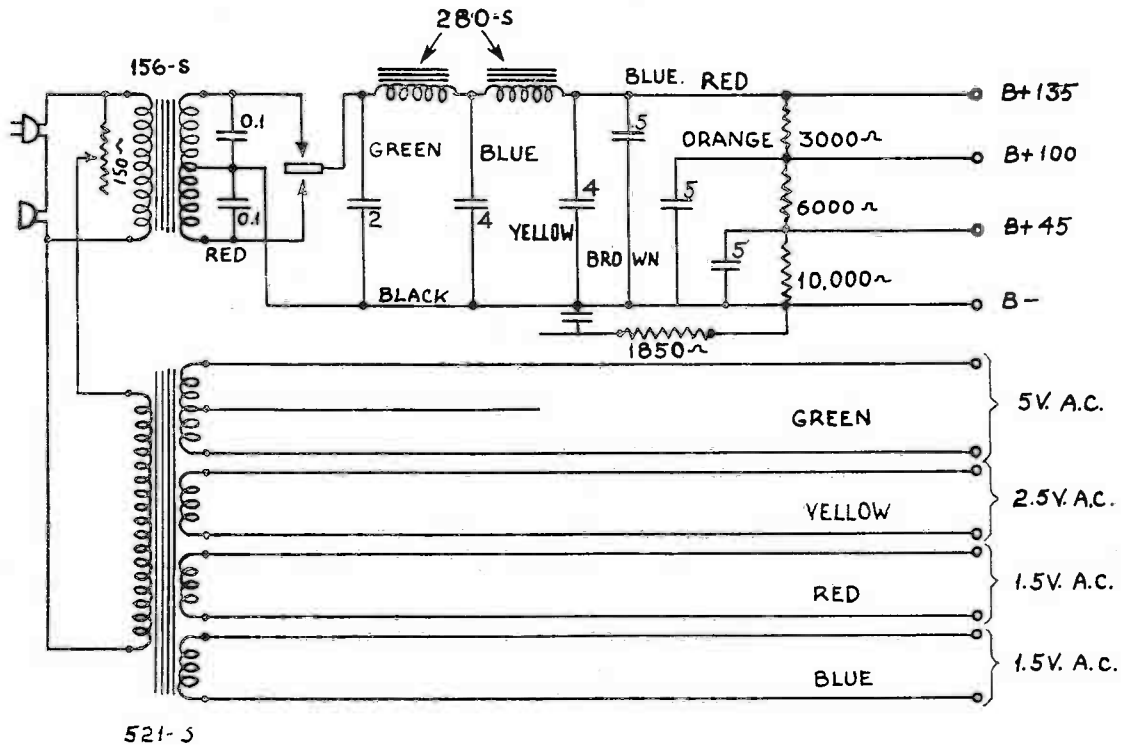 280-S
156-S
BLUE. RED
B+135
0.1
.5
ORANGE
3000~
150~
GREEN
BLUE
B+100
0.1
2
4
4
.5
6000~
YELLOW
B+45
RED
BROWN
.5
10,000~
BLACK
B-
1850~
GREEN
5V. A.C.
YELLOW
2.5V. A.C.
RED
1.5V. A.C.
BLUE
1.5V. A.C.
521-S